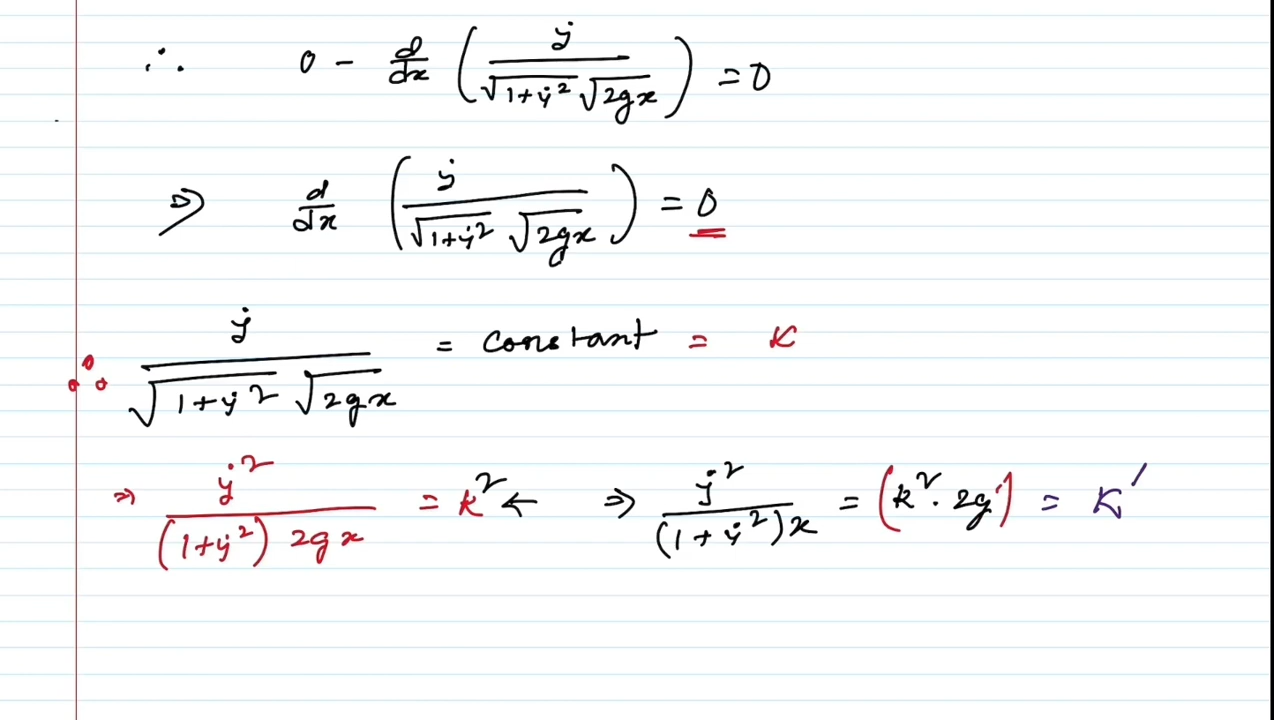 ∴ 0 - d/dx ( ẏ / √(1+ẏ²) √(2gx) ) = 0
⇒ d/dx ( ẏ / √(1+ẏ²) √(2gx) ) = 0
∴ ẏ / √(1+ẏ²) √(2gx) = constant = K
⇒ ẏ² / (1+ẏ²) 2gx = K² ← ⇒ ẏ² / (1+ẏ²)x = (k². 2g) = K′